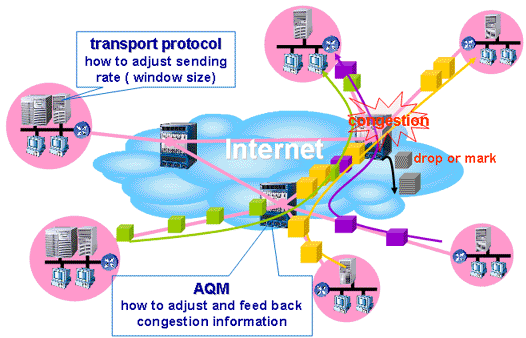 transport protocol
how to adjust sending
rate ( window size)
congestion
Internet
drop or mark
AQM
how to adjust and feed back
congestion information